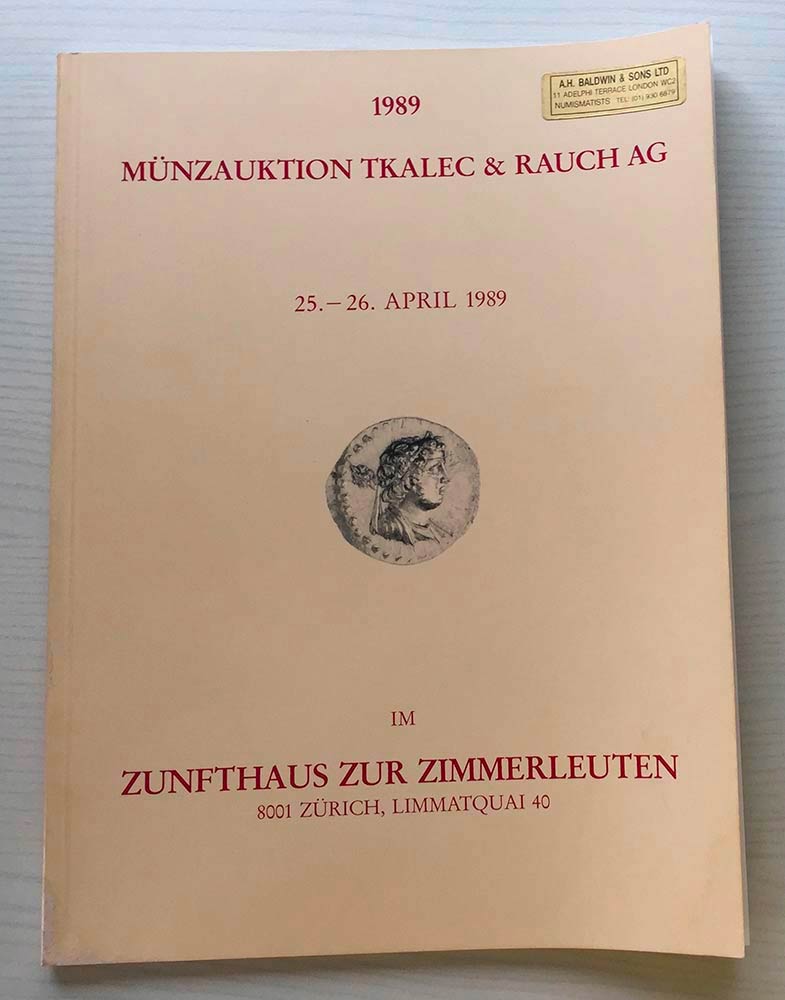 A.H. BALDWIN & SONS LTD
11 ADELPHI TERRACE LONDON WC2
NUMISMATISTS TEL: (01) 930 6879
1989
MÜNZAUKTION TKALEC & RAUCH AG
25.–26. APRIL 1989
IM
ZUNFTHAUS ZUR ZIMMERLEUTEN
8001 ZÜRICH, LIMMATQUAI 40